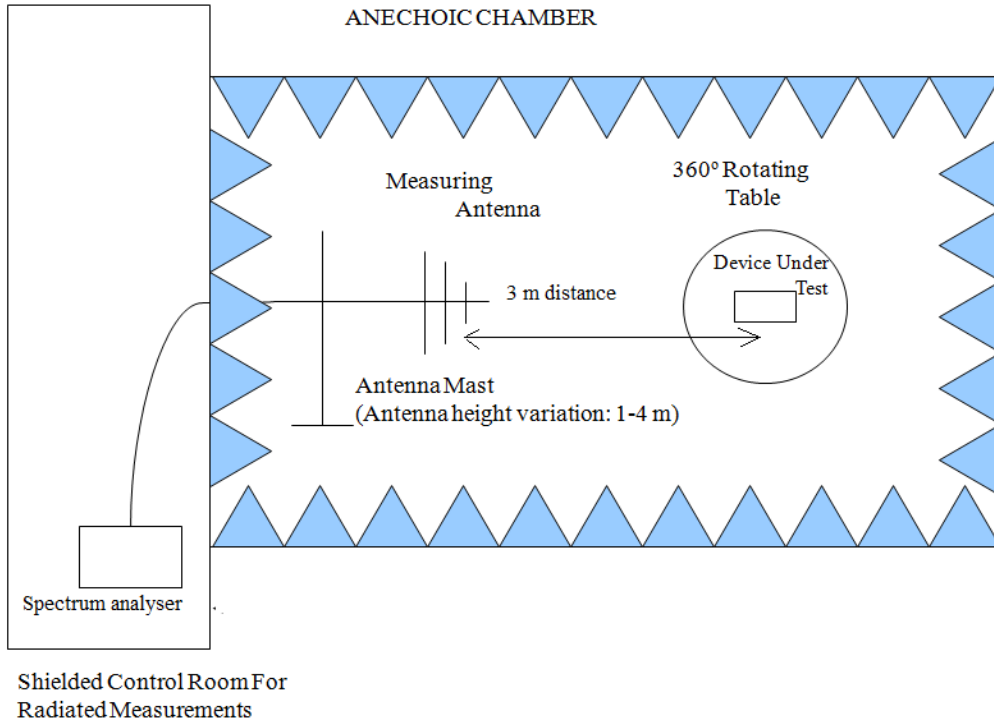 ANECHOIC CHAMBER
360º Rotating
Table
Measuring
Antenna
Device Under
Test
3 m distance
Antenna Mast
(Antenna height variation: 1-4 m)
Spectrum analyser
Shielded Control Room For
Radiated Measurements